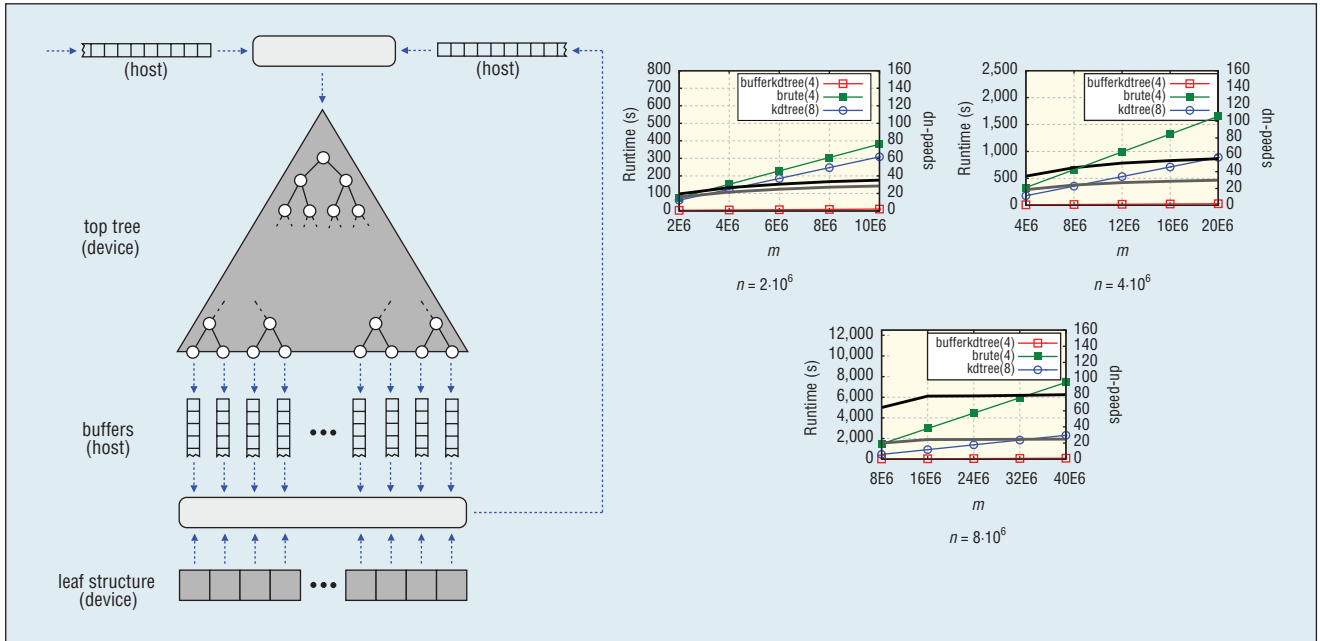 (host)
(host)
top tree
(device)
buffers
(host)
leaf structure
(device)
Runtime (s)
800
700
600
500
400
300
200
100
0
bufferkdtree(4)
brute(4)
kdtree(8)
160
140
120
100
80
60
40
20
0
speed-up
2E6 4E6 6E6 8E6 10E6
m
n = 2·10⁶
Runtime (s)
2,500
2,000
1,500
1,000
500
0
bufferkdtree(4)
brute(4)
kdtree(8)
160
140
120
100
80
60
40
20
0
speed-up
4E6 8E6 12E6 16E6 20E6
m
n = 4·10⁶
Runtime (s)
12,000
10,000
8,000
6,000
4,000
2,000
0
bufferkdtree(4)
brute(4)
kdtree(8)
160
140
120
100
80
60
40
20
0
speed-up
8E6 16E6 24E6 32E6 40E6
m
n = 8·10⁶